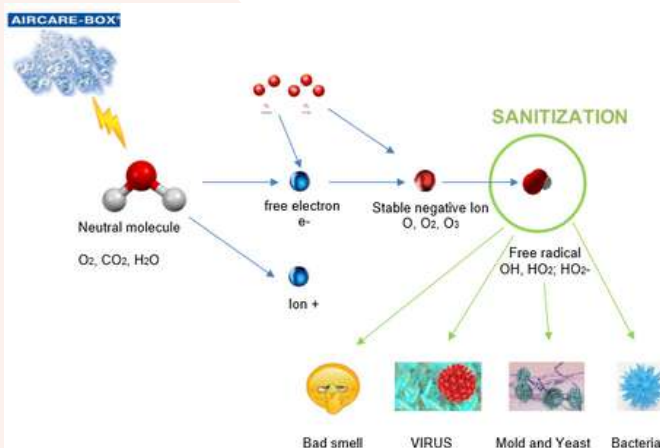 AIRCARE-BOX®
SANITIZATION
free electron
e-
Stable negative Ion
O, O₂, O₃
Neutral molecule
O₂, CO₂, H₂O
Free radical
OH, HO₂; HO₂-
Ion +
Bad smell
VIRUS
Mold and Yeast
Bacteria